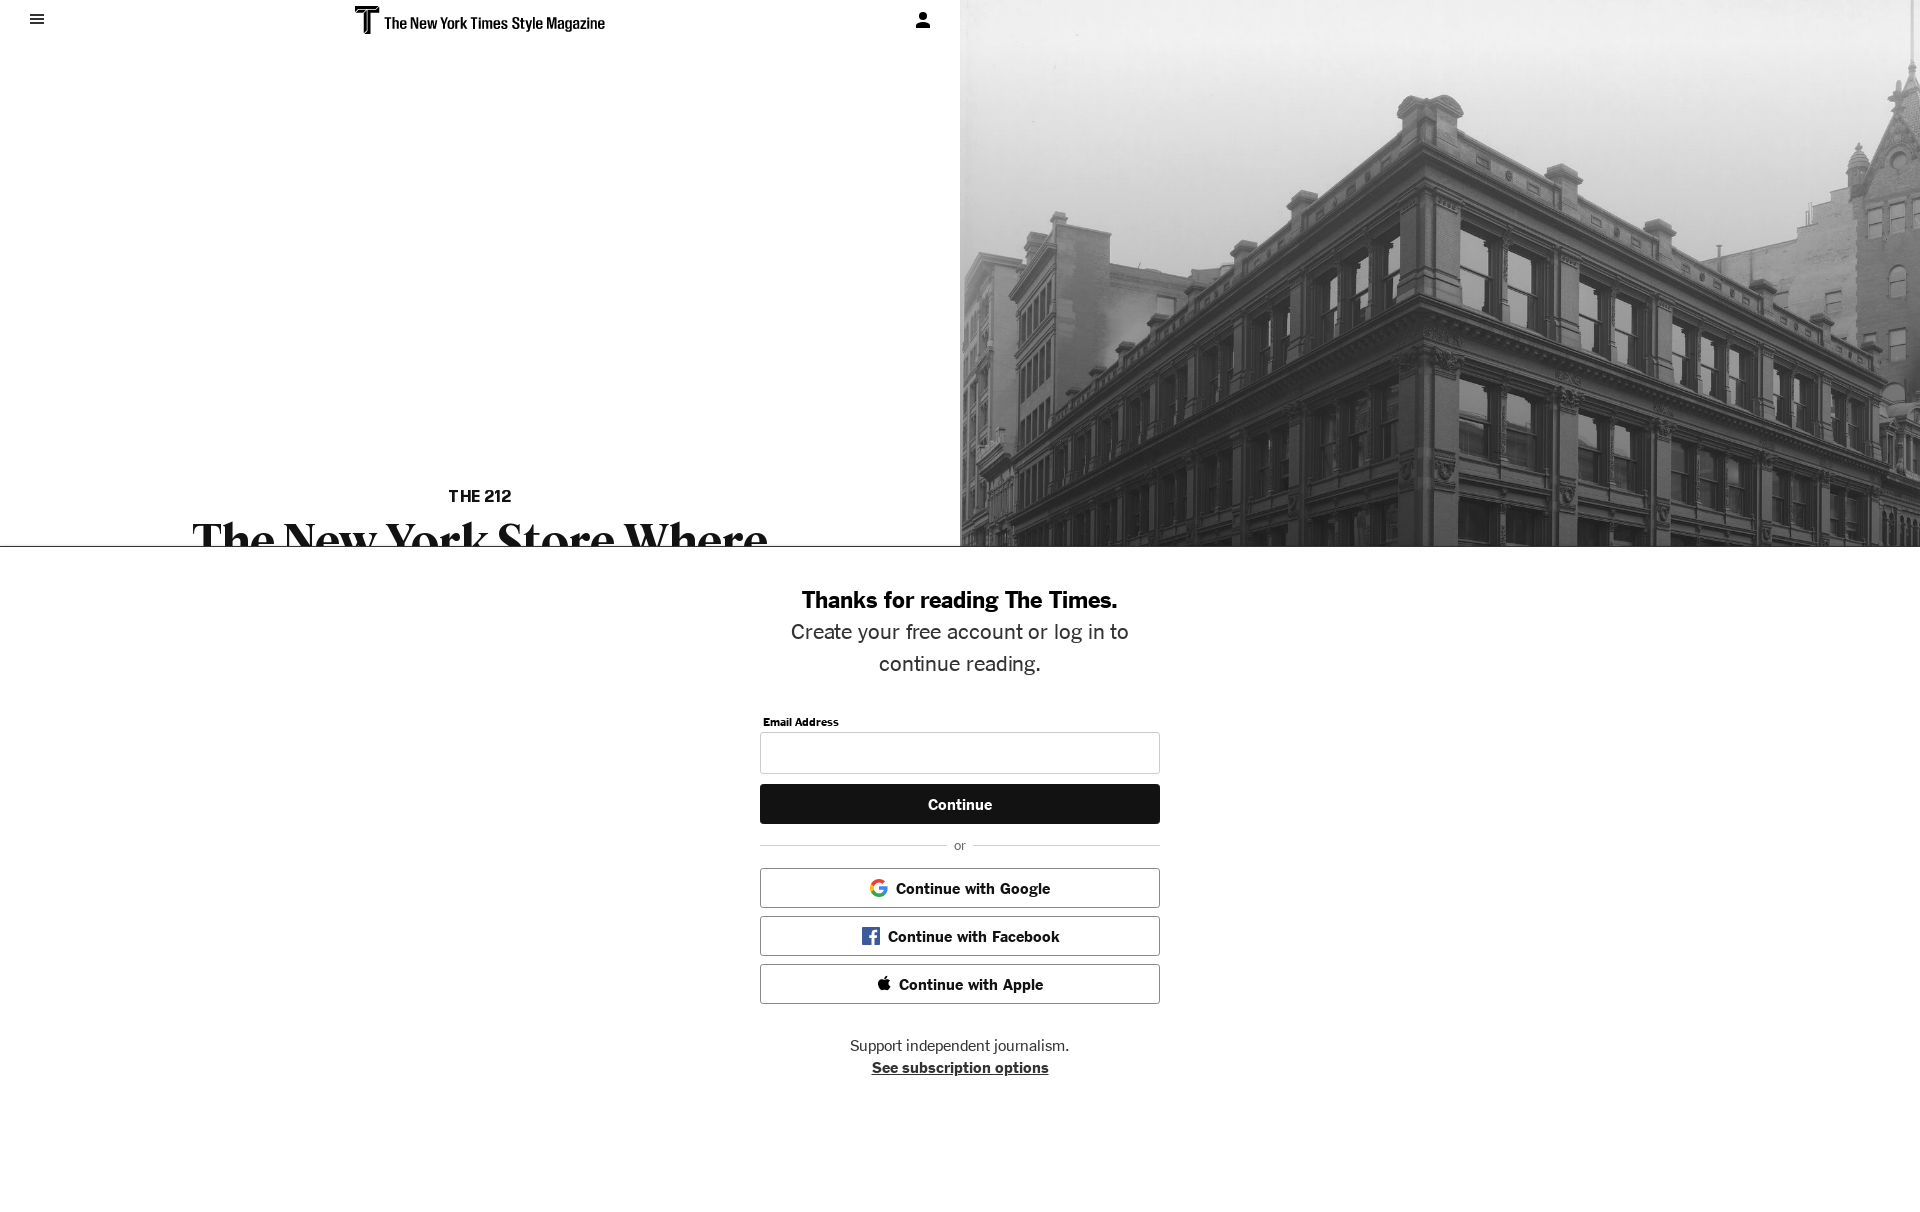 The New York Times Style Magazine
THE 212
The New York Store Where
Thanks for reading The Times.
Create your free account or log in to
continue reading.
Email Address
Continue
or
Continue with Google
Continue with Facebook
Continue with Apple
Support independent journalism.
See subscription options